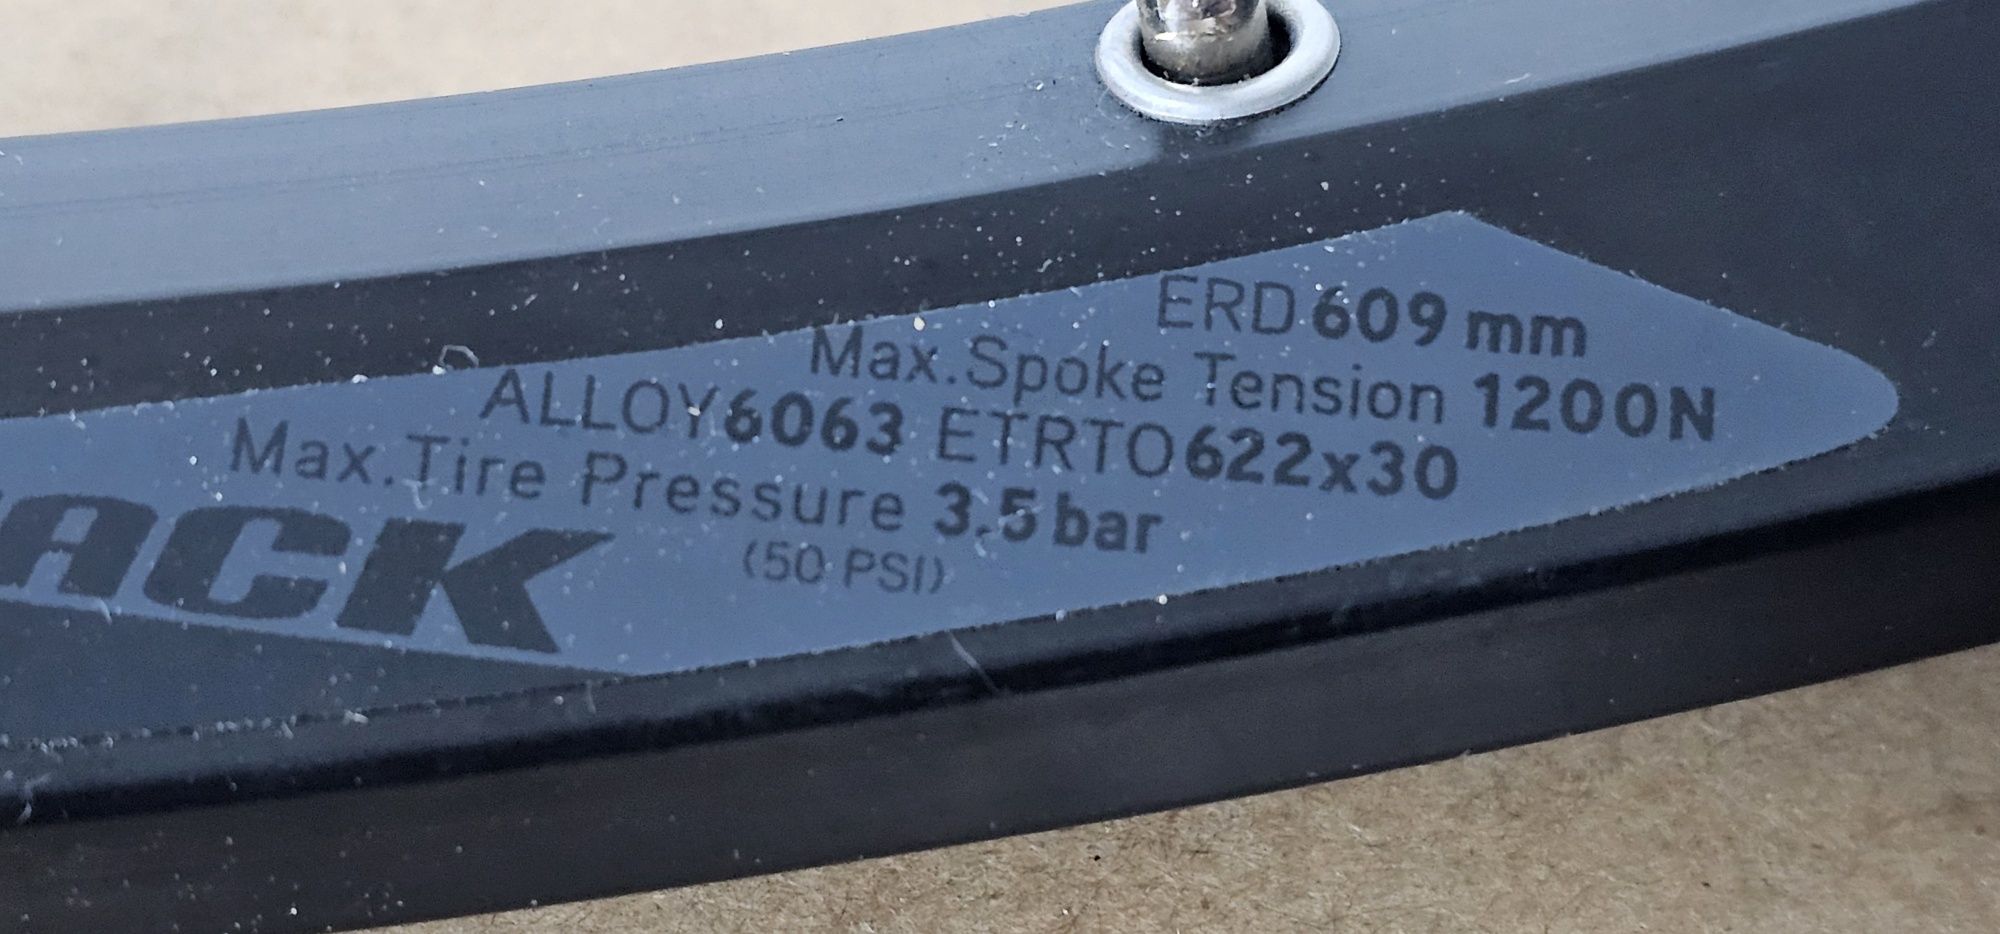 ERD 609 mm
Max.Spoke Tension 1200N
ALLOY6063 ETRTO622x30
Max.Tire Pressure 3.5 bar
(50 PSI)
ACK